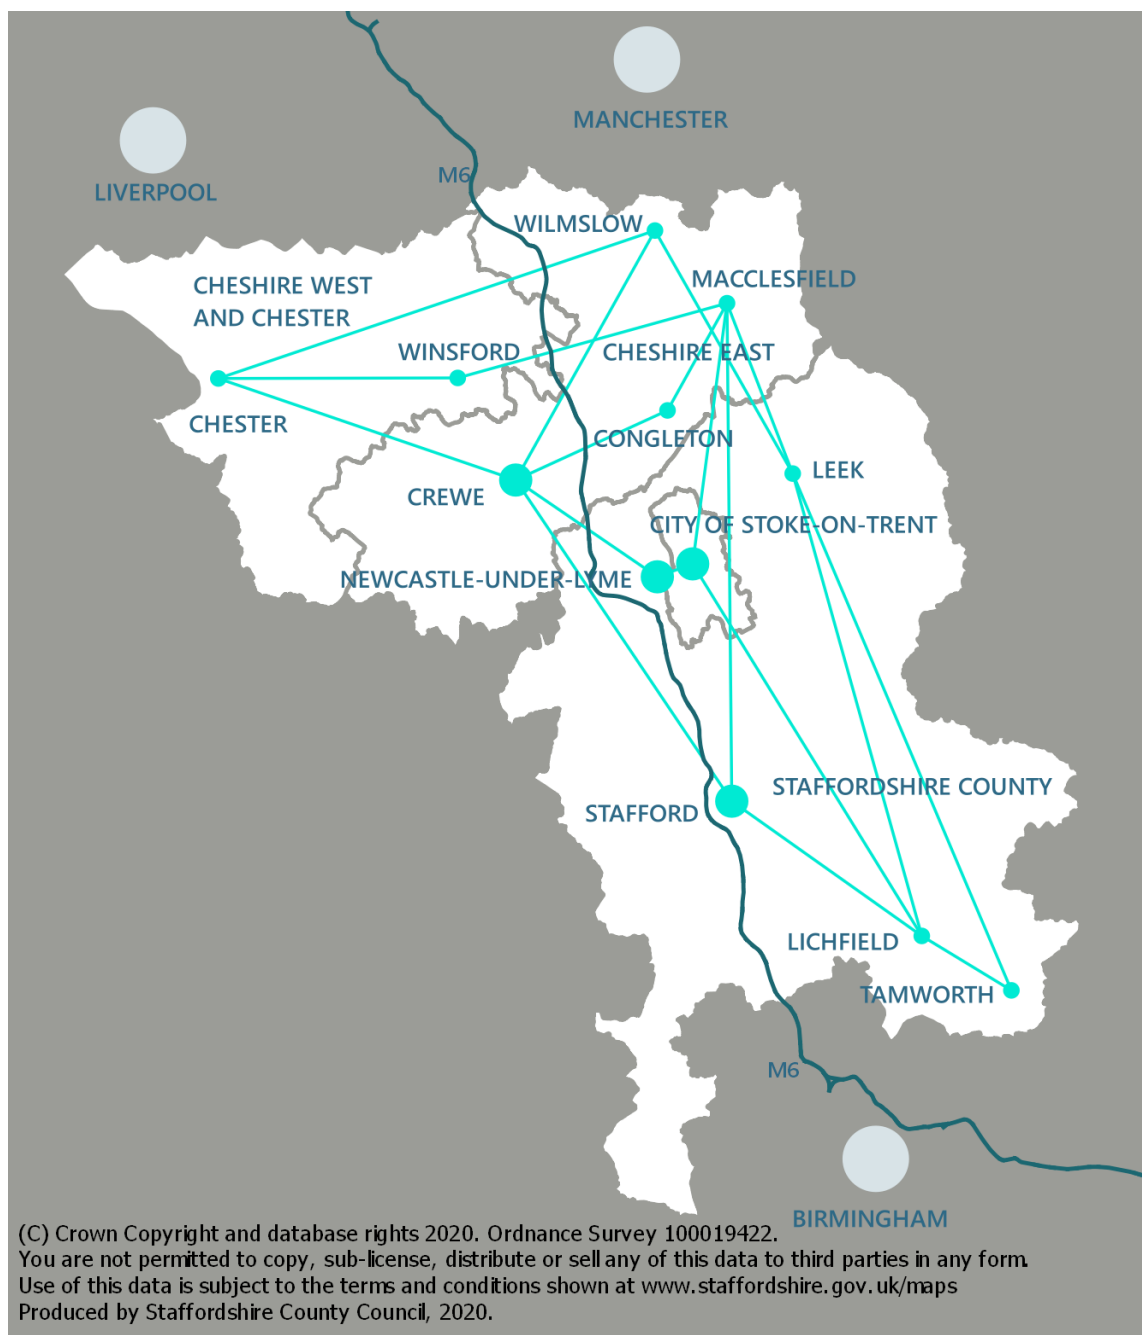 MANCHESTER
LIVERPOOL
M6
WILMSLOW
MACCLESFIELD
CHESHIRE WEST
AND CHESTER
WINSFORD
CHESHIRE EAST
CHESTER
CONGLETON
LEEK
CREWE
CITY OF STOKE-ON-TRENT
NEWCASTLE-UNDER-LYME
STAFFORDSHIRE COUNTY
STAFFORD
LICHFIELD
TAMWORTH
M6
BIRMINGHAM
(C) Crown Copyright and database rights 2020. Ordnance Survey 100019422.
You are not permitted to copy, sub-license, distribute or sell any of this data to third parties in any form.
Use of this data is subject to the terms and conditions shown at www.staffordshire.gov.uk/maps
Produced by Staffordshire County Council, 2020.